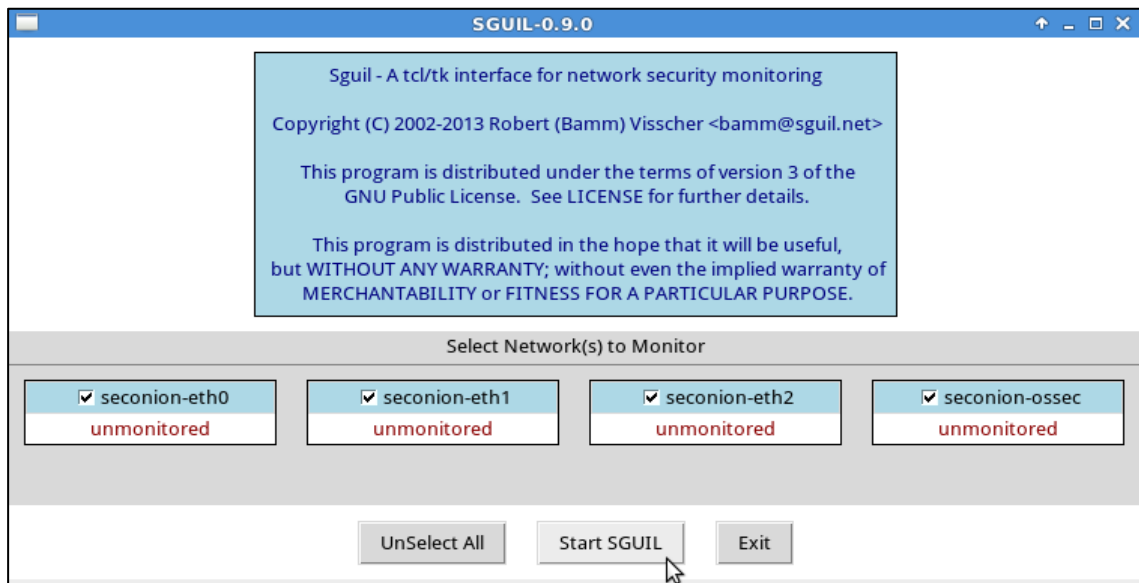 SGUIL-0.9.0
Sguil - A tcl/tk interface for network security monitoring
Copyright (C) 2002-2013 Robert (Bamm) Visscher <bamm@sguil.net>
This program is distributed under the terms of version 3 of the
GNU Public License. See LICENSE for further details.
This program is distributed in the hope that it will be useful,
but WITHOUT ANY WARRANTY; without even the implied warranty of
MERCHANTABILITY or FITNESS FOR A PARTICULAR PURPOSE.
Select Network(s) to Monitor
seconion-eth0 seconion-eth1 seconion-eth2 seconion-ossec
unmonitored unmonitored unmonitored unmonitored
UnSelect All Start SGUIL Exit